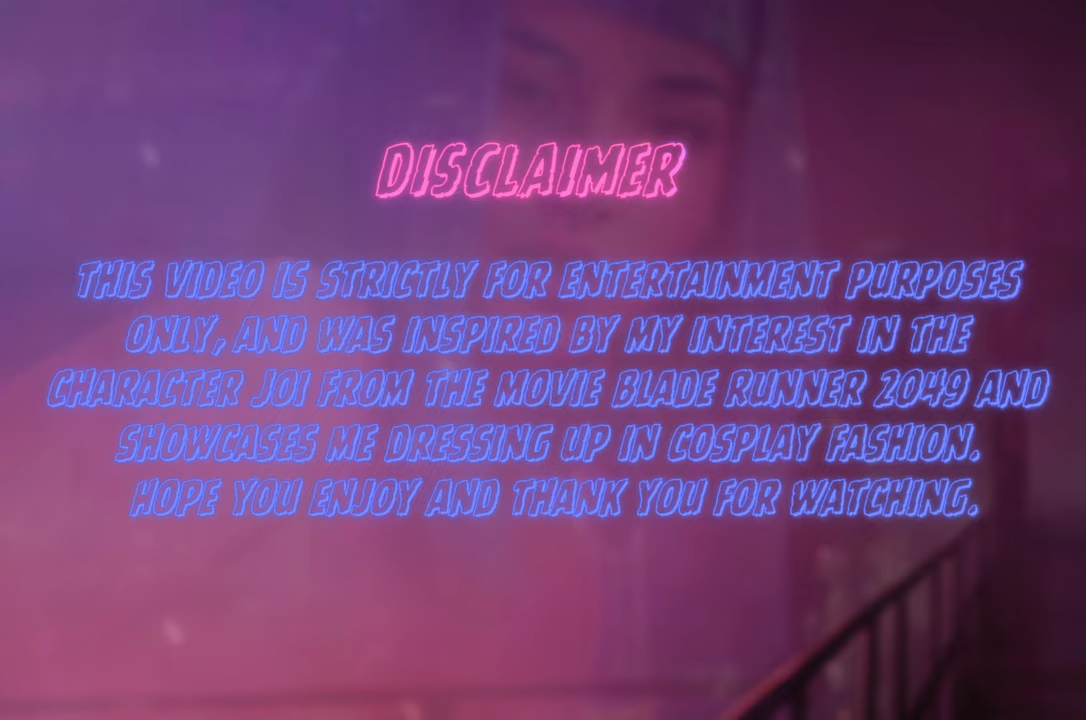 DISCLAIMER
THIS VIDEO IS STRICTLY FOR ENTERTAINMENT PURPOSES
ONLY, AND WAS INSPIRED BY MY INTEREST IN THE
CHARACTER JOI FROM THE MOVIE BLADE RUNNER 2049 AND
SHOWCASES ME DRESSING UP IN COSPLAY FASHION.
HOPE YOU ENJOY AND THANK YOU FOR WATCHING.